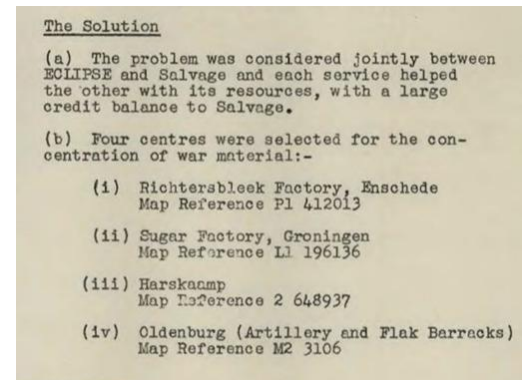 The Solution
(a) The problem was considered jointly between
ECLIPSE and Salvage and each service helped
the other with its resources, with a large
credit balance to Salvage.
(b) Four centres were selected for the con-
centration of war material:-
(i) Richtersbleek Factory, Enschede
Map Reference P1 412013
(ii) Sugar Factory, Groningen
Map Reference L1 196136
(iii) Harskamp
Map Reference 2 648937
(iv) Oldenburg (Artillery and Flak Barracks)
Map Reference M2 3106